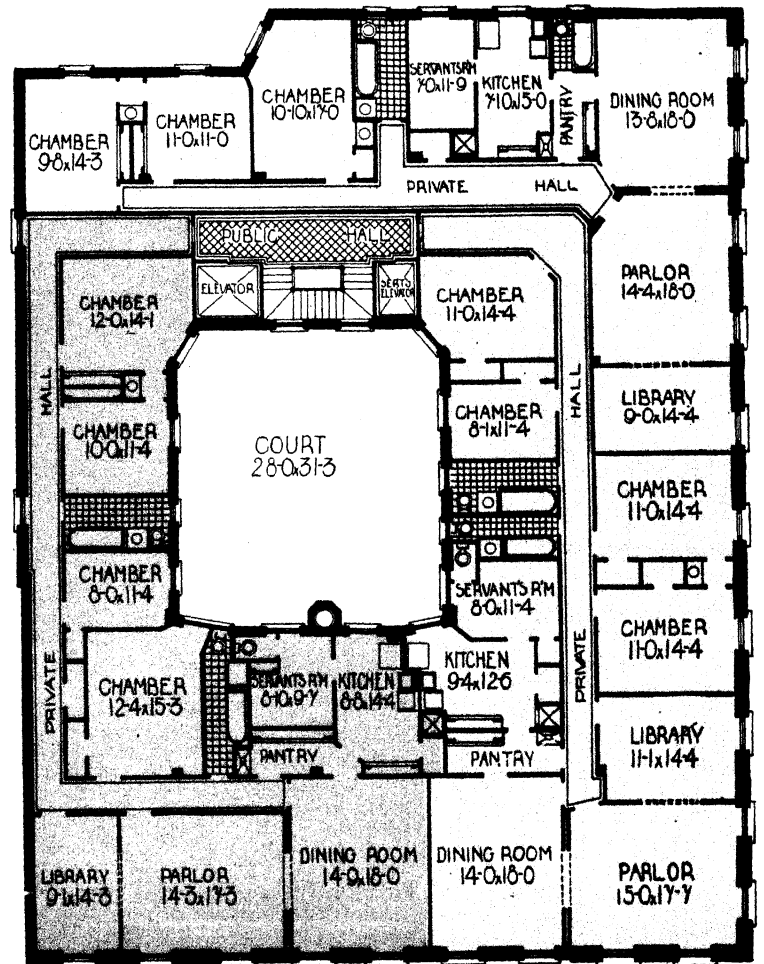 SERVANTS R'M
7-0x11-9
KITCHEN
7-10x15-0
PANTRY
DINING ROOM
13-8x18-0
CHAMBER
10-10x17-0
CHAMBER
11-0x11-0
CHAMBER
9-8x14-3
PRIVATE HALL
PUBLIC HALL
ELEVATOR
SERT'S
ELEVATOR
PARLOR
14-4x18-0
CHAMBER
12-0x14-1
CHAMBER
11-0x14-4
HALL
HALL
LIBRARY
9-0x14-4
CHAMBER
10-0x11-4
COURT
28-0x31-3
CHAMBER
8-1x11-4
CHAMBER
11-0x14-4
CHAMBER
8-0x11-4
SERVANT'S R'M
8-0x11-4
CHAMBER
11-0x14-4
PRIVATE
PRIVATE
CHAMBER
12-4x15-3
SERVANTS R'M
8-10x9-7
KITCHEN
8-8x14-4
KITCHEN
9-4x12-6
LIBRARY
11-1x14-4
PANTRY
PANTRY
LIBRARY
9-1x14-3
PARLOR
14-3x17-3
DINING ROOM
14-0x18-0
DINING ROOM
14-0x18-0
PARLOR
15-0x17-7